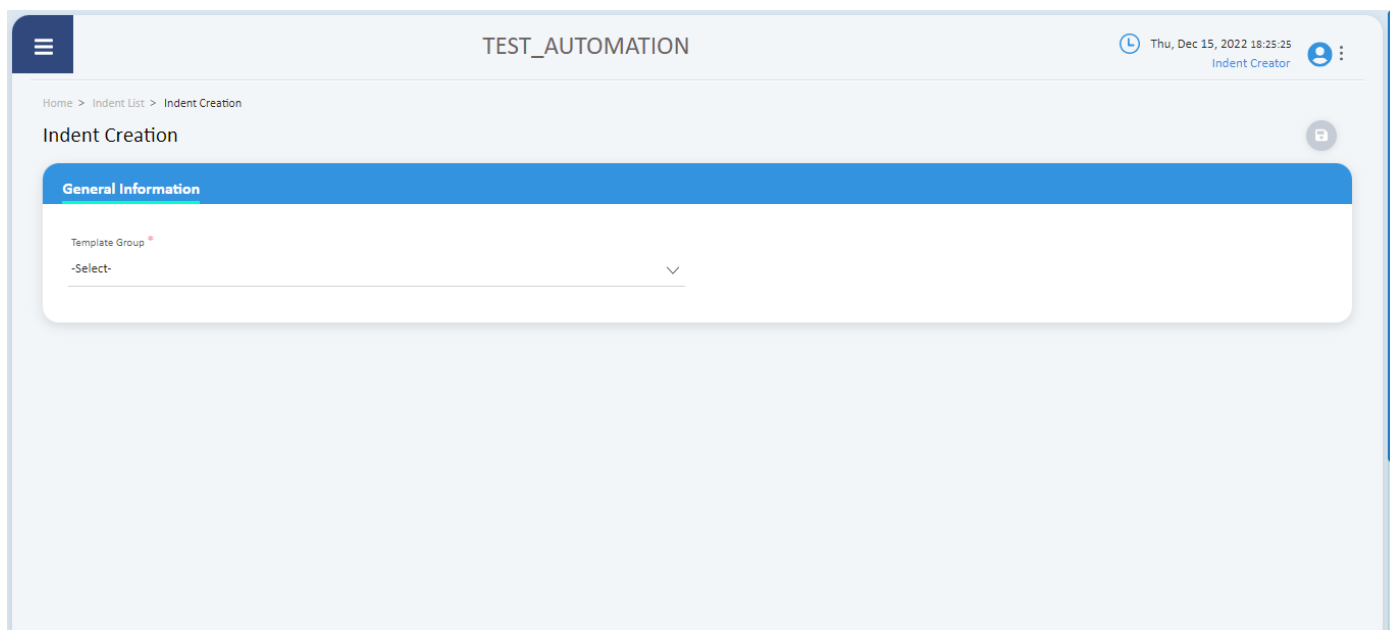 TEST_AUTOMATION
Thu, Dec 15, 2022 18:25:25
Indent Creator
Home > Indent List > Indent Creation
Indent Creation
General Information
Template Group *
-Select-